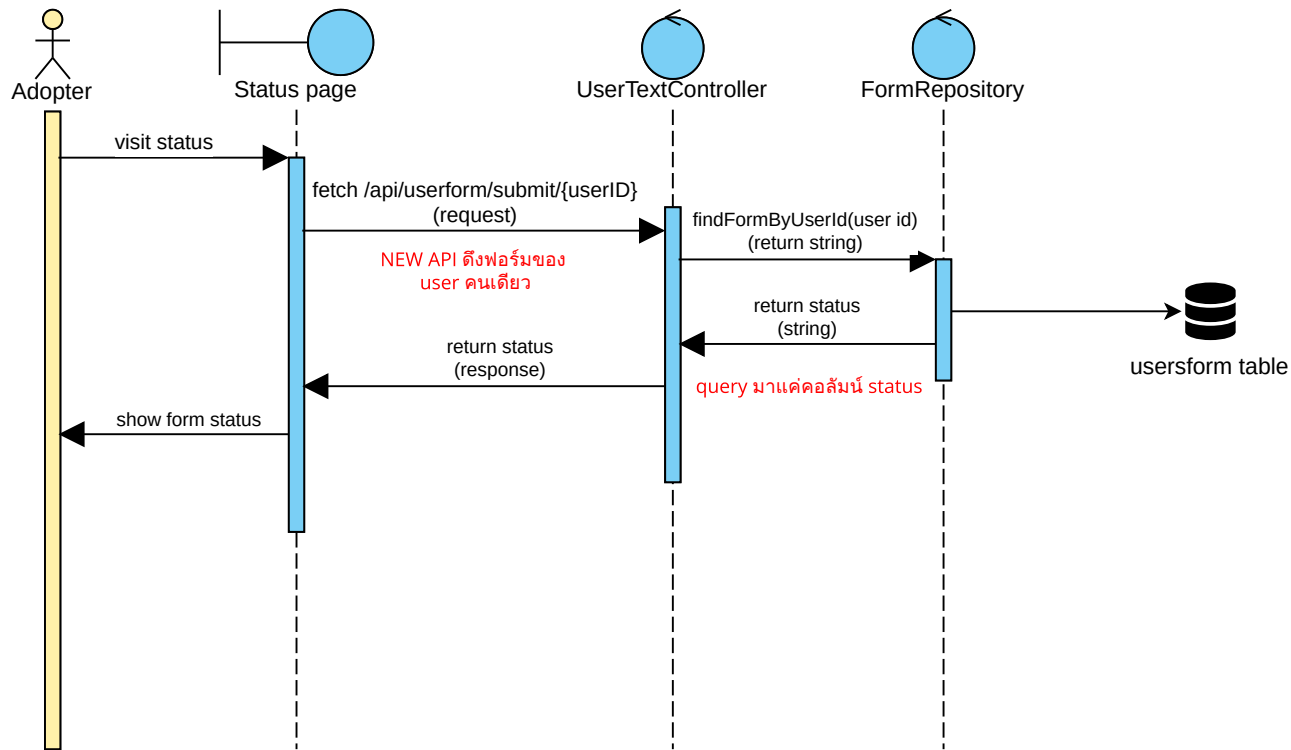 Adopter
Status page
UserTextController
FormRepository
visit status
fetch /api/userform/submit/{userID}
(request)
NEW API ดึงฟอร์มของ
user คนเดียว
findFormByUserId(user id)
(return string)
return status
(string)
usersform table
return status
(response)
query มาแค่คอลัมน์ status
show form status